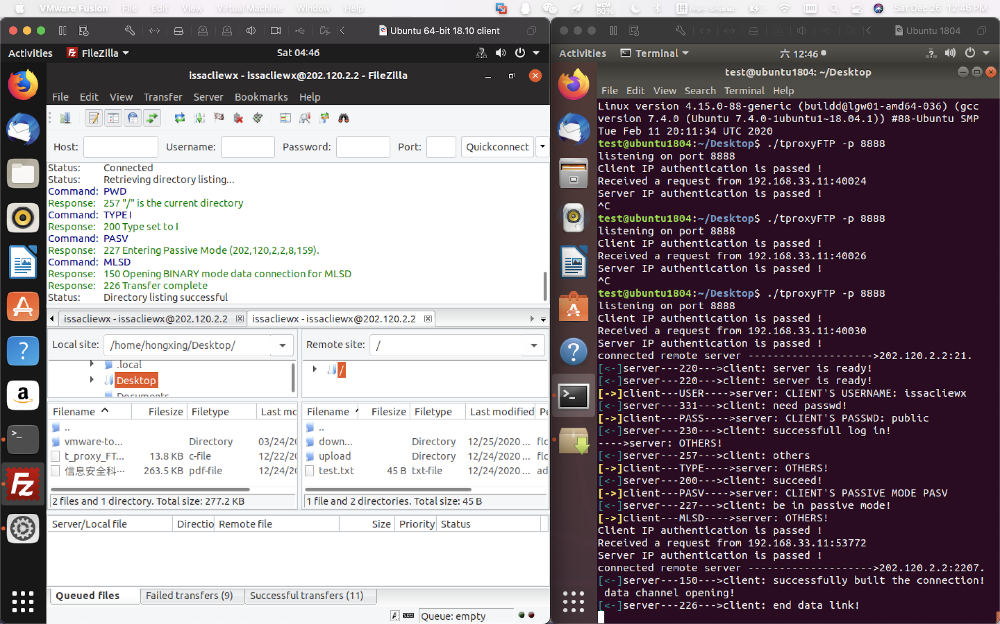 VMware Fusion File Edit View Virtual Machine Window Help MEM 80% 拼 Pinyin - Simplified Sat Dec 26 12:46 PM
Ubuntu 64-bit 18.10 client
Activities FileZilla Sat 04:46
issacliewx - issacliewx@202.120.2.2 - FileZilla
File Edit View Transfer Server Bookmarks Help
Host: Username: Password: Port: Quickconnect
Status: Connected
Status: Retrieving directory listing...
Command: PWD
Response: 257 "/" is the current directory
Command: TYPE I
Response: 200 Type set to I
Command: PASV
Response: 227 Entering Passive Mode (202,120,2,2,8,159).
Command: MLSD
Response: 150 Opening BINARY mode data connection for MLSD
Response: 226 Transfer complete
Status: Directory listing successful
issacliewx - issacliewx@202.120.2.2 issacliewx - issacliewx@202.120.2.2
Local site: /home/hongxing/Desktop/ Remote site: /
.local /
Desktop
Documents
Filename Filesize Filetype Last mo
..
vmware-to... Directory 03/24/20
t_proxy_FT... 13.8 KB c-file 12/22/20
信息安全科… 263.5 KB pdf-file 12/24/20
2 files and 1 directory. Total size: 277.2 KB
Filename Filesize Filetype Last modified Pe
..
down... Directory 12/25/2020 ... flc
upload Directory 12/24/2020 ... flc
test.txt 45 B txt-file 12/24/2020 ... ad
1 file and 2 directories. Total size: 45 B
Server/Local file Directio Remote file Size Priority Status
Queued files Failed transfers (9) Successful transfers (11)
Queue: empty
Ubuntu 1804
Activities Terminal 六 12:46
test@ubuntu1804: ~/Desktop
File Edit View Search Terminal Help
Linux version 4.15.0-88-generic (buildd@lgw01-amd64-036) (gcc
version 7.4.0 (Ubuntu 7.4.0-1ubuntu1~18.04.1)) #88-Ubuntu SMP
Tue Feb 11 20:11:34 UTC 2020
test@ubuntu1804:~/Desktop$ ./tproxyFTP -p 8888
listening on port 8888
Client IP authentication is passed !
Received a request from 192.168.33.11:40024
Server IP authentication is passed !
^C
test@ubuntu1804:~/Desktop$ ./tproxyFTP -p 8888
listening on port 8888
Client IP authentication is passed !
Received a request from 192.168.33.11:40026
Server IP authentication is passed !
^C
test@ubuntu1804:~/Desktop$ ./tproxyFTP -p 8888
listening on port 8888
Client IP authentication is passed !
Received a request from 192.168.33.11:40030
Server IP authentication is passed !
connected remote server -------------------->202.120.2.2:21.
[<-]server---220--->client: server is ready!
[<-]server---220--->client: server is ready!
[->]client---USER---->server: CLIENT'S USERNAME: issacliewx
[<-]server---331--->client: need passwd!
[->]client---PASS---->server: CLIENT'S PASSWD: public
[<-]server---230--->client: successfull log in!
---->server: OTHERS!
[<-]server---257--->client: others
[->]client---TYPE---->server: OTHERS!
[<-]server---200--->client: succeed!
[->]client---PASV---->server: CLIENT'S PASSIVE MODE PASV
[<-]server---227--->client: be in passive mode!
[->]client---MLSD---->server: OTHERS!
Client IP authentication is passed !
Received a request from 192.168.33.11:53772
Server IP authentication is passed !
connected remote server -------------------->202.120.2.2:2207.
[<-]server---150--->client: successfully built the connection!
data channel opening!
[<-]server---226--->client: end data link!